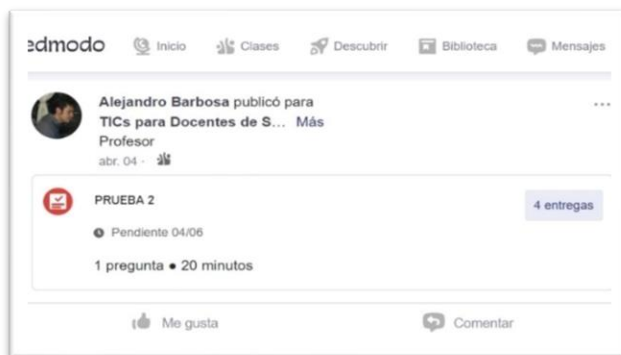 edmodo Inicio Clases Descubrir Biblioteca Mensajes
Alejandro Barbosa publicó para
TICs para Docentes de S... Más
Profesor
abr. 04 ·
PRUEBA 2
4 entregas
Pendiente 04/06
1 pregunta ● 20 minutos
Me gusta Comentar